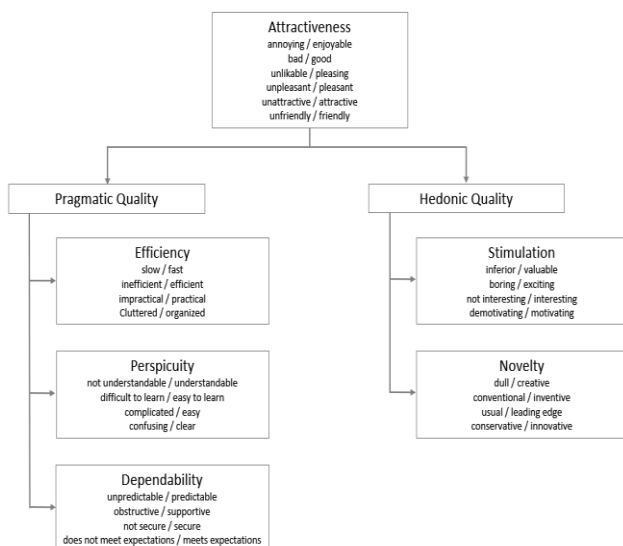 Attractiveness
annoying / enjoyable
bad / good
unlikable / pleasing
unpleasant / pleasant
unattractive / attractive
unfriendly / friendly
Pragmatic Quality
Hedonic Quality
Efficiency
slow / fast
inefficient / efficient
impractical / practical
Cluttered / organized
Stimulation
inferior / valuable
boring / exciting
not interesting / interesting
demotivating / motivating
Perspicuity
not understandable / understandable
difficult to learn / easy to learn
complicated / easy
confusing / clear
Novelty
dull / creative
conventional / inventive
usual / leading edge
conservative / innovative
Dependability
unpredictable / predictable
obstructive / supportive
not secure / secure
does not meet expectations / meets expectations